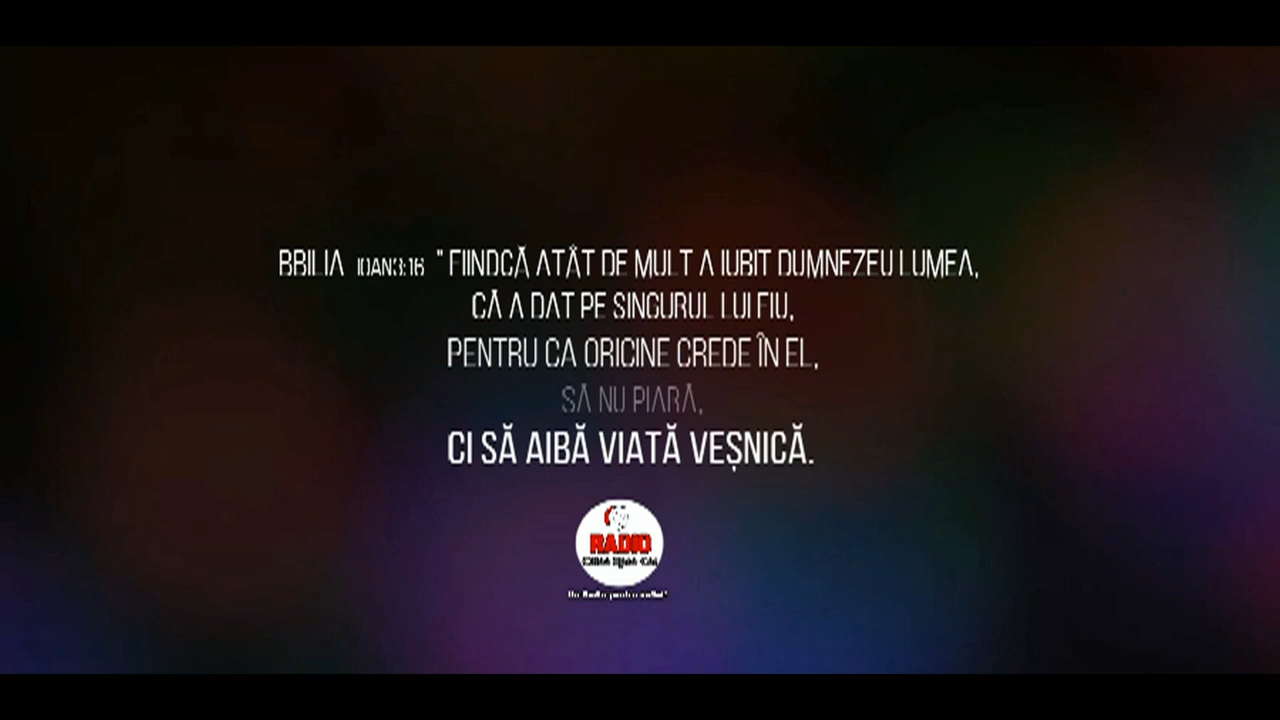 BBILIA IOAN3:16 " FIINDCĂ ATÂT DE MULT A IUBIT DUMNEZEU LUMEA,
CĂ A DAT PE SINGURUL LUI FIU,
PENTRU CA ORICINE CREDE ÎN EL,
SĂ NU PIARĂ,
CI SĂ AIBĂ VIATĂ VEȘNICĂ.
RADIO